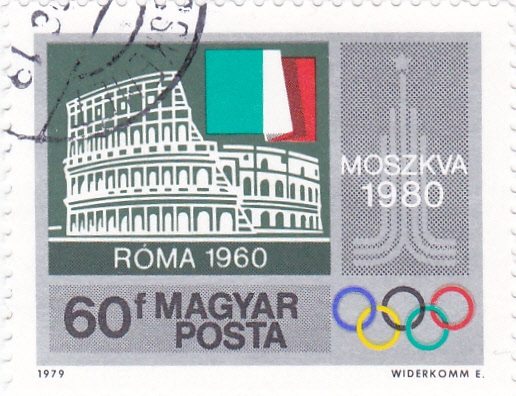 RÓMA 1960
MOSZKVA
1980
60f MAGYAR
POSTA
1979
WIDERKOMM E.